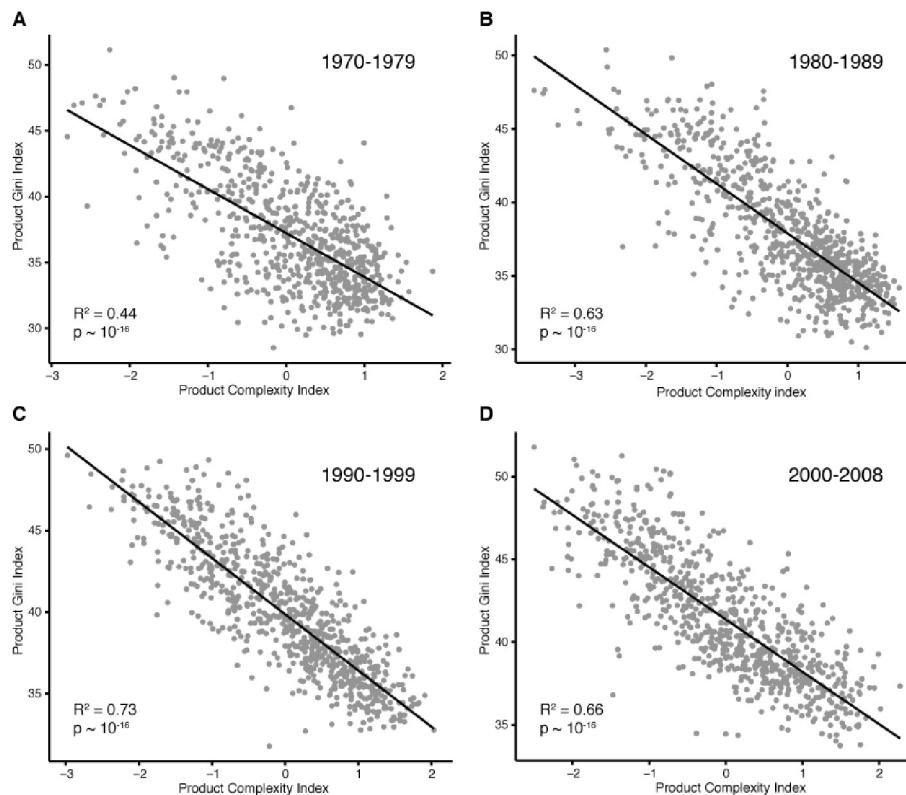 A
1970-1979
50
45
40
35
30
Product Gini Index
R² = 0.44
p ~ 10⁻¹⁶
−3 −2 −1 0 1 2
Product Complexity Index
B
1980-1989
50
45
40
35
30
Product Gini Index
R² = 0.63
p ~ 10⁻¹⁶
−3 −2 −1 0 1
Product Complexity index
C
1990-1999
50
45
40
35
Product Gini Index
R² = 0.73
p ~ 10⁻¹⁶
−3 −2 −1 0 1 2
Product Complexity Index
D
2000-2008
50
45
40
35
Product Gini Index
R² = 0.66
p ~ 10⁻¹⁶
−2 −1 0 1 2
Product Complexity Index